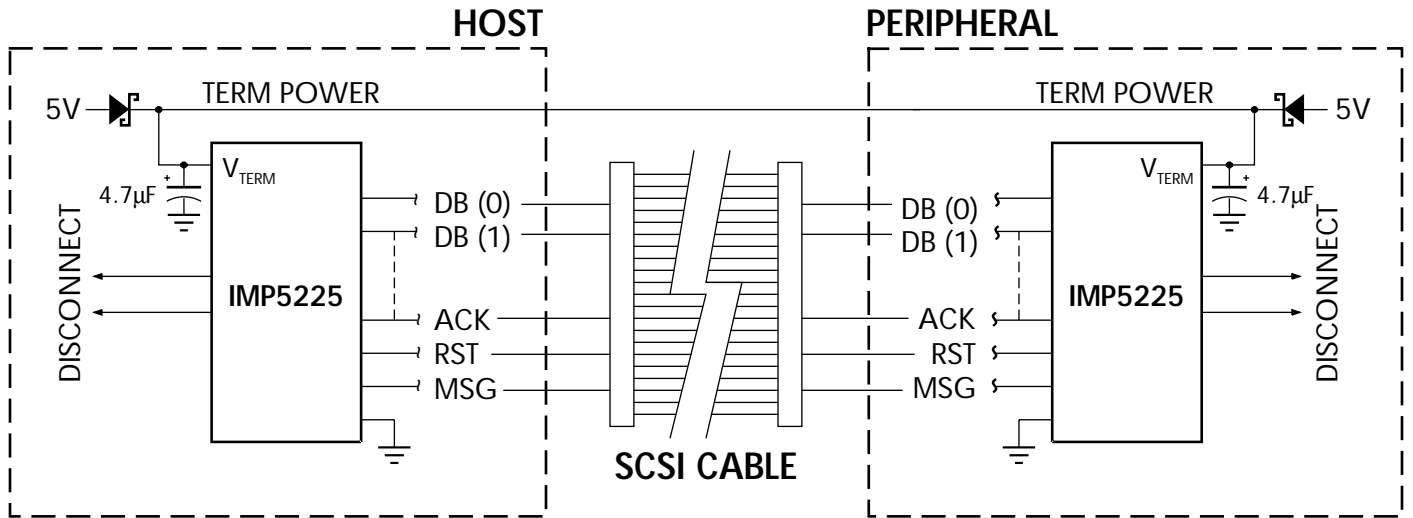 HOST
PERIPHERAL
5V
TERM POWER
TERM POWER
5V
VTERM
VTERM
+
4.7µF
+
4.7µF
DB (0)
DB (0)
DB (1)
DB (1)
DISCONNECT
IMP5225
IMP5225
DISCONNECT
ACK
ACK
RST
RST
MSG
MSG
SCSI CABLE